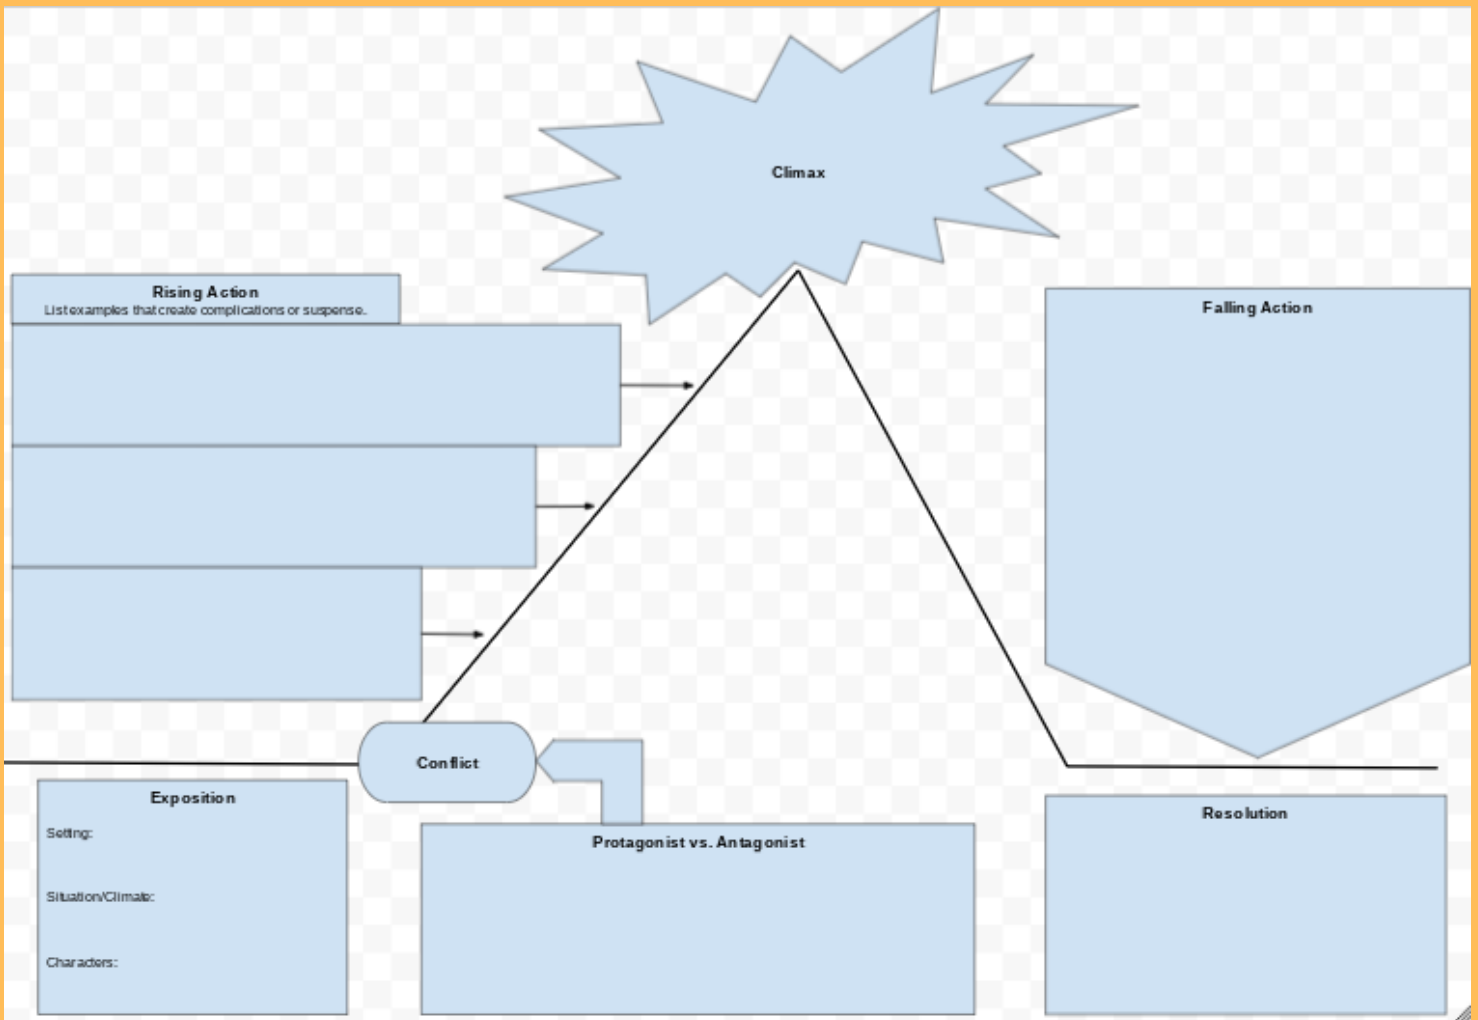 Climax
Rising Action
List examples that create complications or suspense.
Falling Action
Conflict
Exposition
Setting:
Situation/Climate:
Characters:
Protagonist vs. Antagonist
Resolution